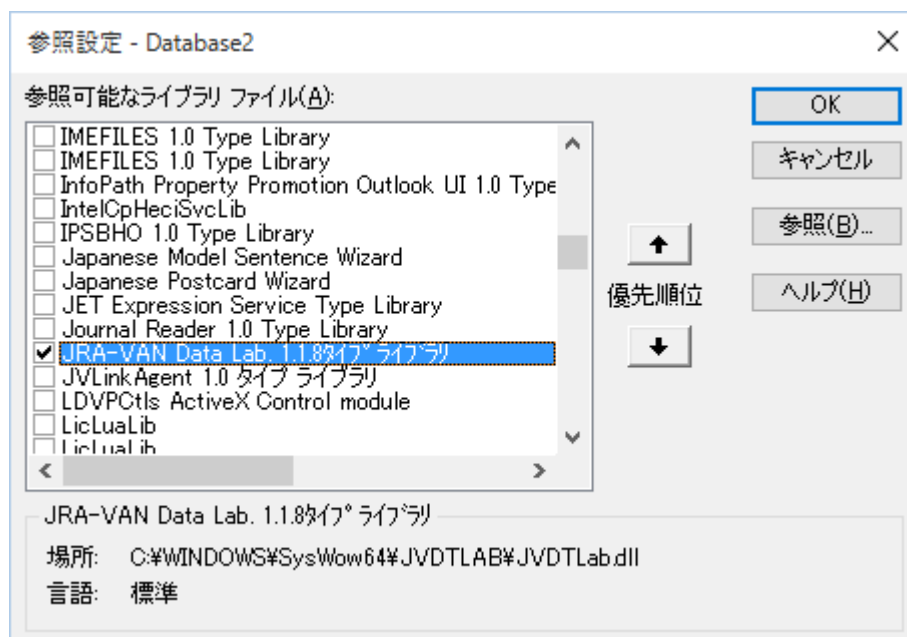 参照設定 - Database2
参照可能なライブラリ ファイル(A):
IMEFILES 1.0 Type Library
IMEFILES 1.0 Type Library
InfoPath Property Promotion Outlook UI 1.0 Type
IntelCpHeciSvcLib
IPSBHO 1.0 Type Library
Japanese Model Sentence Wizard
Japanese Postcard Wizard
JET Expression Service Type Library
Journal Reader 1.0 Type Library
JRA-VAN Data Lab. 1.1.8ﾀｲﾌﾟ ﾗｲﾌﾞﾗﾘ
JVLinkAgent 1.0 タイプ ライブラリ
LDVPCtls ActiveX Control module
LicLuaLib
LicLuaLib
OK
キャンセル
参照(B)...
ヘルプ(H)
優先順位
JRA-VAN Data Lab. 1.1.8ﾀｲﾌﾟ ﾗｲﾌﾞﾗﾘ
場所: C:¥WINDOWS¥SysWow64¥JVDTLAB¥JVDTLab.dll
言語: 標準